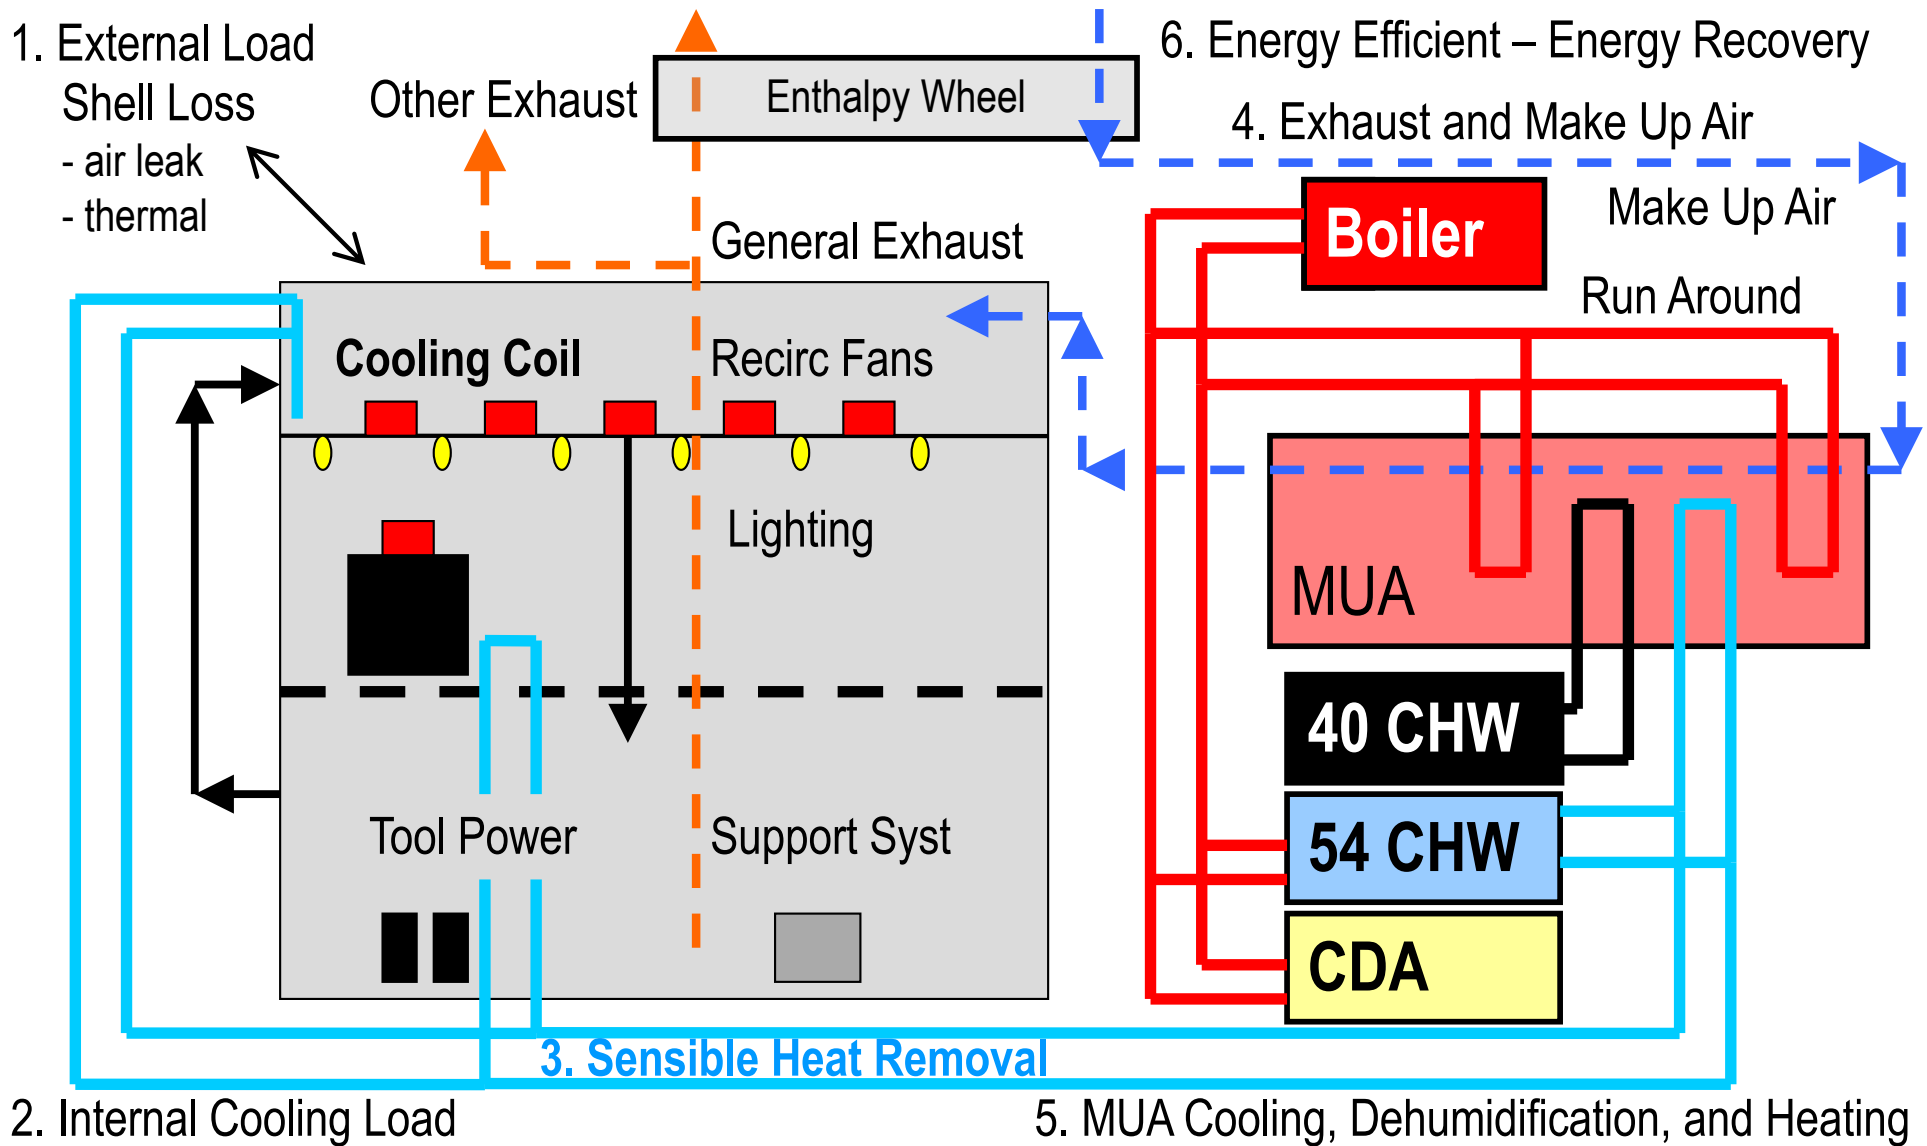 1. External Load
Shell Loss
- air leak
- thermal
Other Exhaust
Enthalpy Wheel
6. Energy Efficient – Energy Recovery
4. Exhaust and Make Up Air
Make Up Air
General Exhaust
Boiler
Run Around
Cooling Coil
Recirc Fans
Lighting
MUA
40 CHW
54 CHW
CDA
Tool Power
Support Syst
3. Sensible Heat Removal
2. Internal Cooling Load
5. MUA Cooling, Dehumidification, and Heating